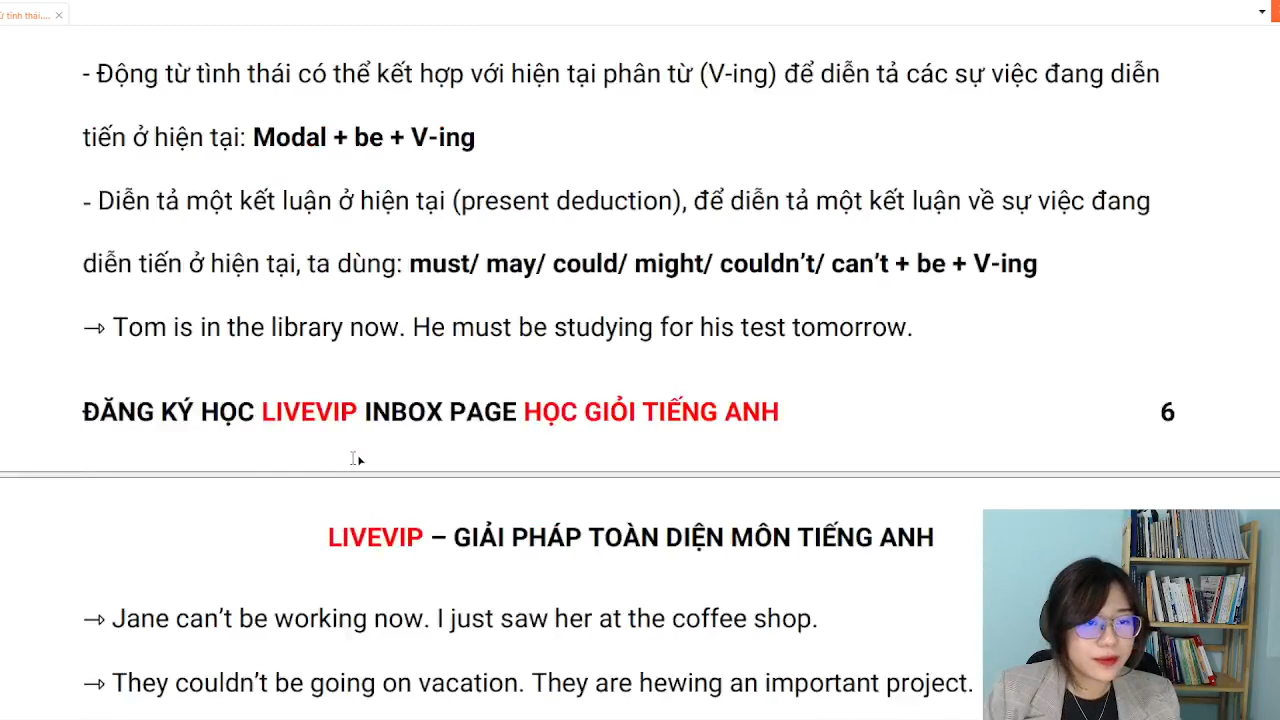 ừ tình thái....
- Động từ tình thái có thể kết hợp với hiện tại phân từ (V-ing) để diễn tả các sự việc đang diễn
tiến ở hiện tại: Modal + be + V-ing
- Diễn tả một kết luận ở hiện tại (present deduction), để diễn tả một kết luận về sự việc đang
diễn tiến ở hiện tại, ta dùng: must/ may/ could/ might/ couldn’t/ can’t + be + V-ing
→ Tom is in the library now. He must be studying for his test tomorrow.
ĐĂNG KÝ HỌC LIVEVIP INBOX PAGE HỌC GIỎI TIẾNG ANH 6
LIVEVIP – GIẢI PHÁP TOÀN DIỆN MÔN TIẾNG ANH
→ Jane can’t be working now. I just saw her at the coffee shop.
→ They couldn’t be going on vacation. They are hewing an important project.